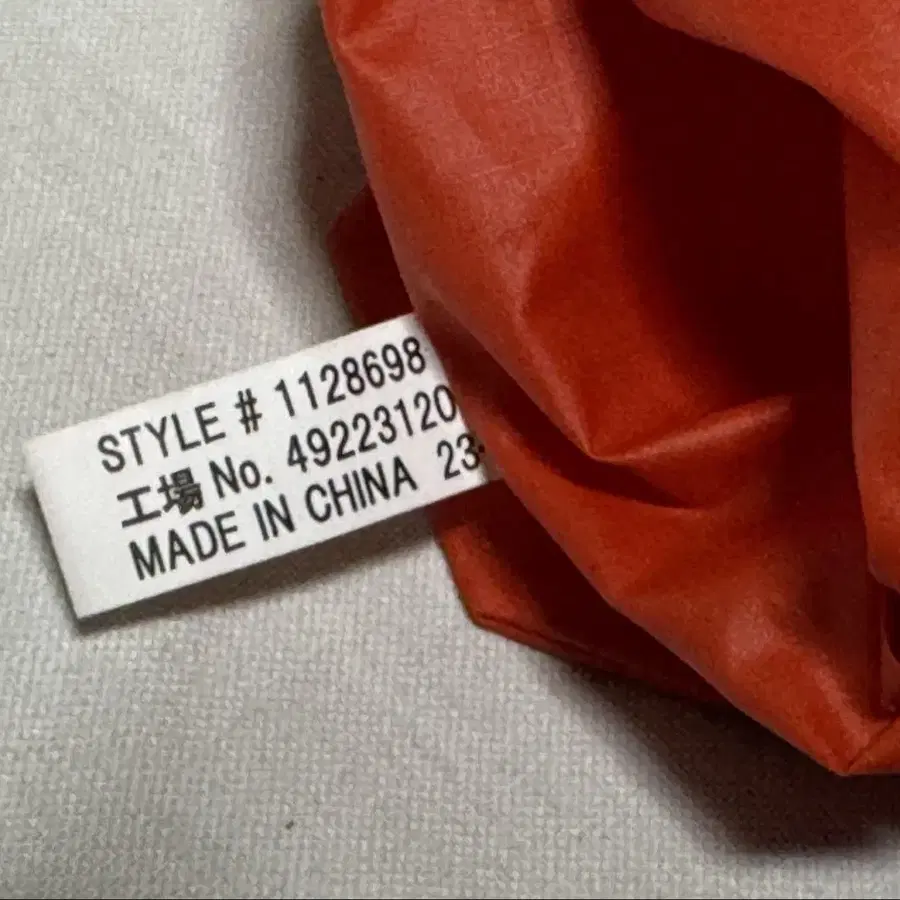 STYLE # 1128698
工場 No. 49223120
MADE IN CHINA 23-